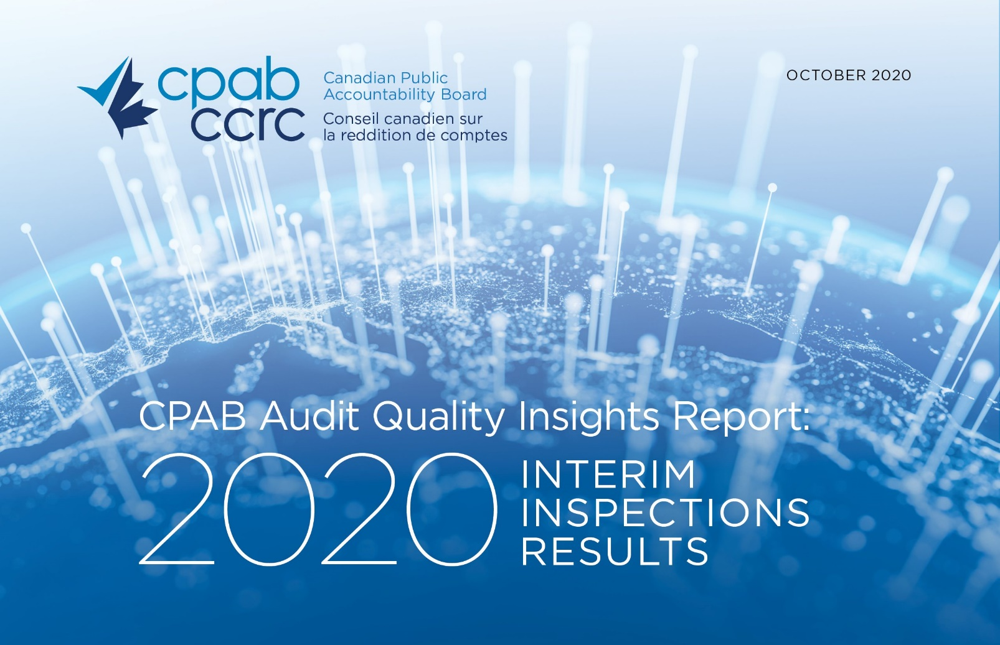 cpab
ccrc
Canadian Public
Accountability Board
Conseil canadien sur
la reddition de comptes
OCTOBER 2020
CPAB Audit Quality Insights Report:
2020
INTERIM
INSPECTIONS
RESULTS